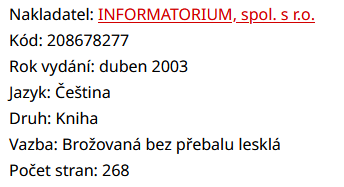 Nakladatel: INFORMATORIUM, spol. s r.o.
Kód: 208678277
Rok vydání: duben 2003
Jazyk: Čeština
Druh: Kniha
Vazba: Brožovaná bez přebalu lesklá
Počet stran: 268